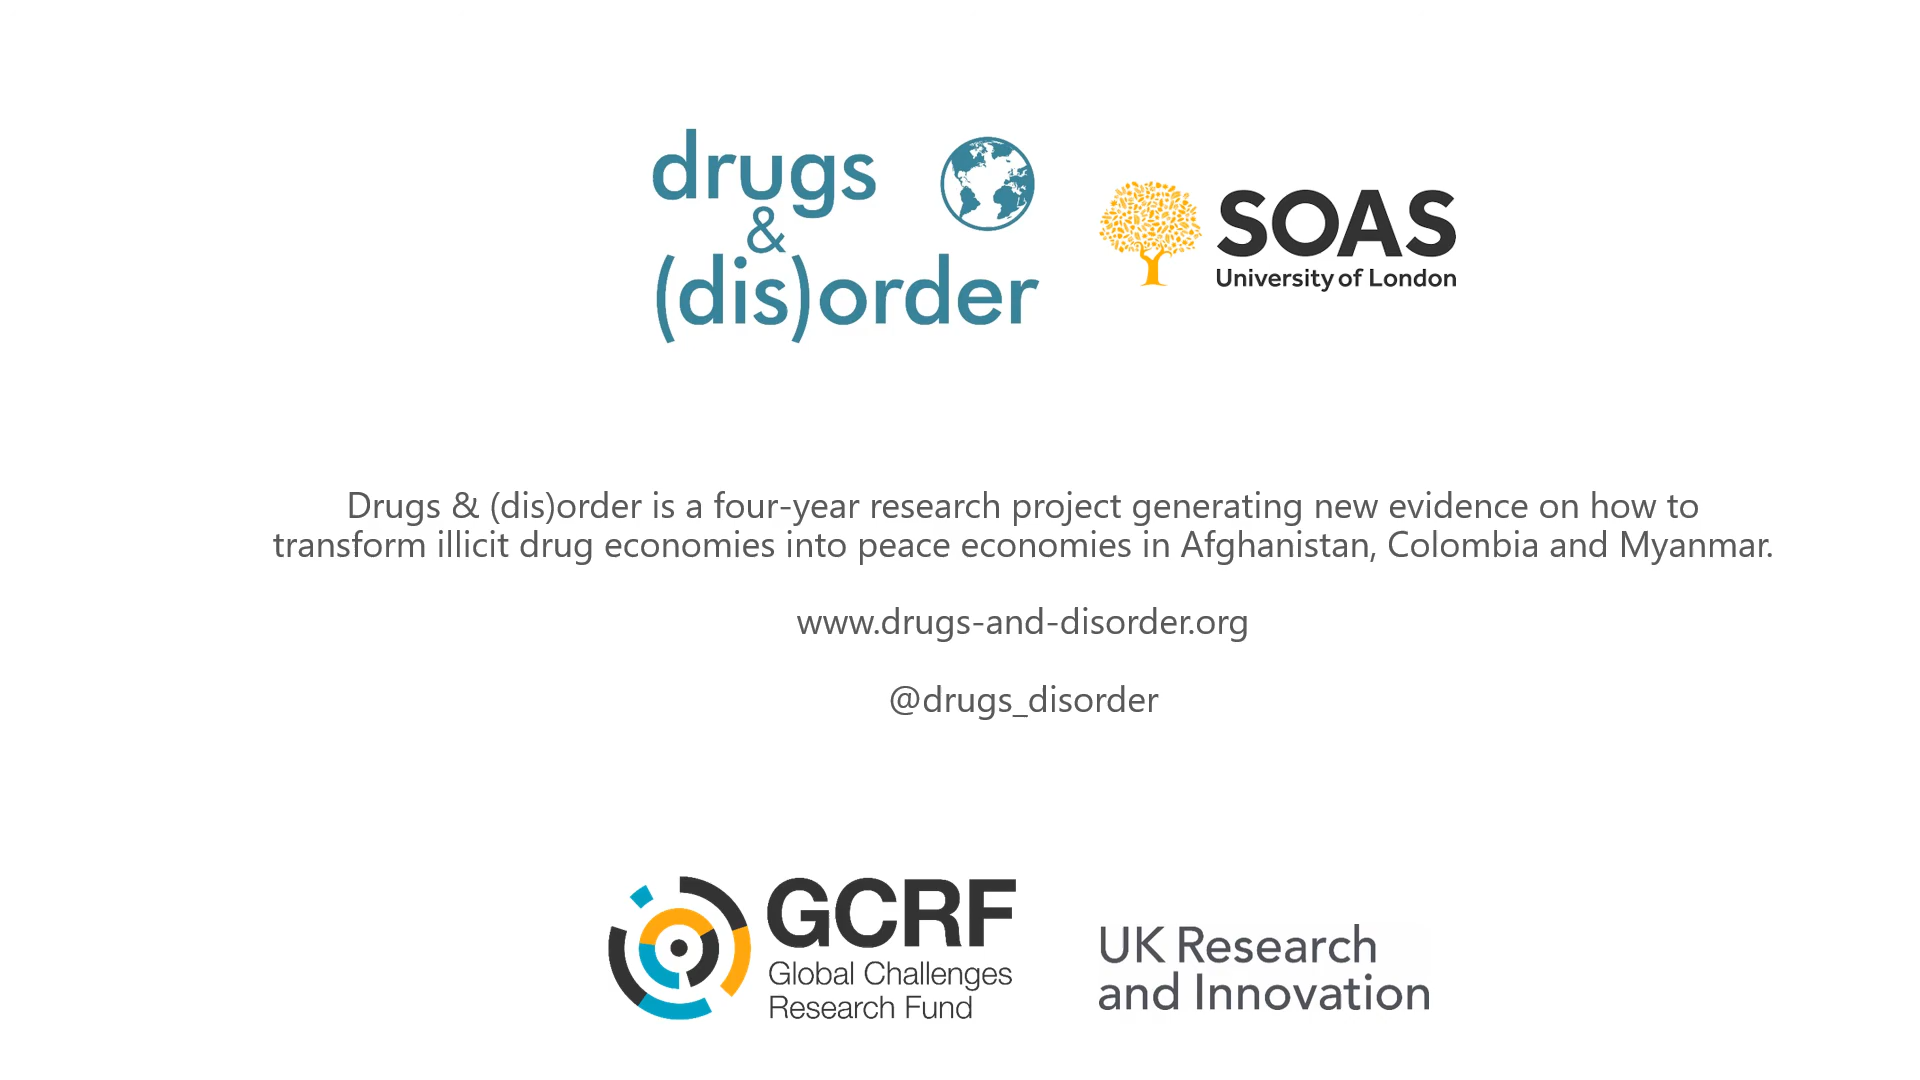 drugs
&
(dis)order
SOAS
University of London
Drugs & (dis)order is a four-year research project generating new evidence on how to
transform illicit drug economies into peace economies in Afghanistan, Colombia and Myanmar.
www.drugs-and-disorder.org
@drugs_disorder
GCRF
Global Challenges
Research Fund
UK Research
and Innovation